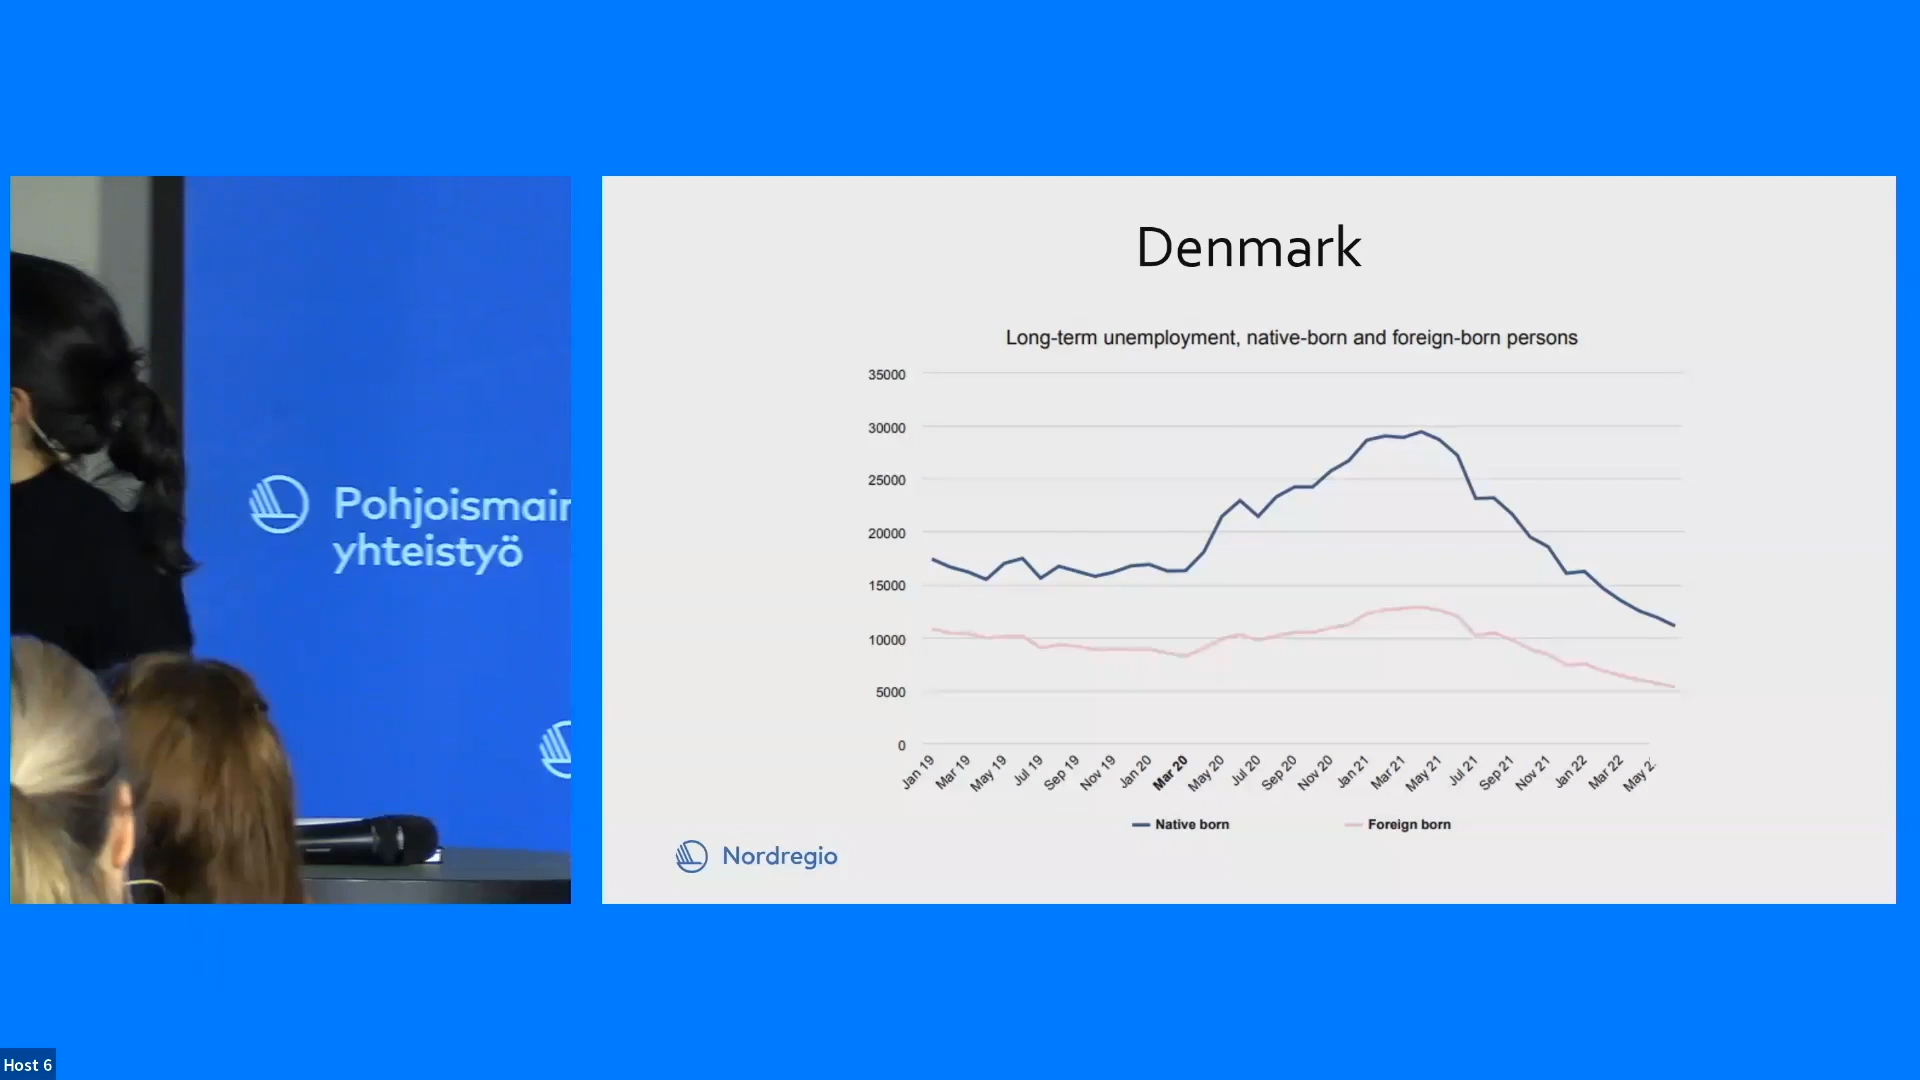 Pohjoismain
yhteistyö
Denmark
Long-term unemployment, native-born and foreign-born persons
35000
30000
25000
20000
15000
10000
5000
0
Jan 19
Mar 19
May 19
Jul 19
Sep 19
Nov 19
Jan 20
Mar 20
May 20
Jul 20
Sep 20
Nov 20
Jan 21
Mar 21
May 21
Jul 21
Sep 21
Nov 21
Jan 22
Mar 22
May 2
Native born
Foreign born
Nordregio
Host 6